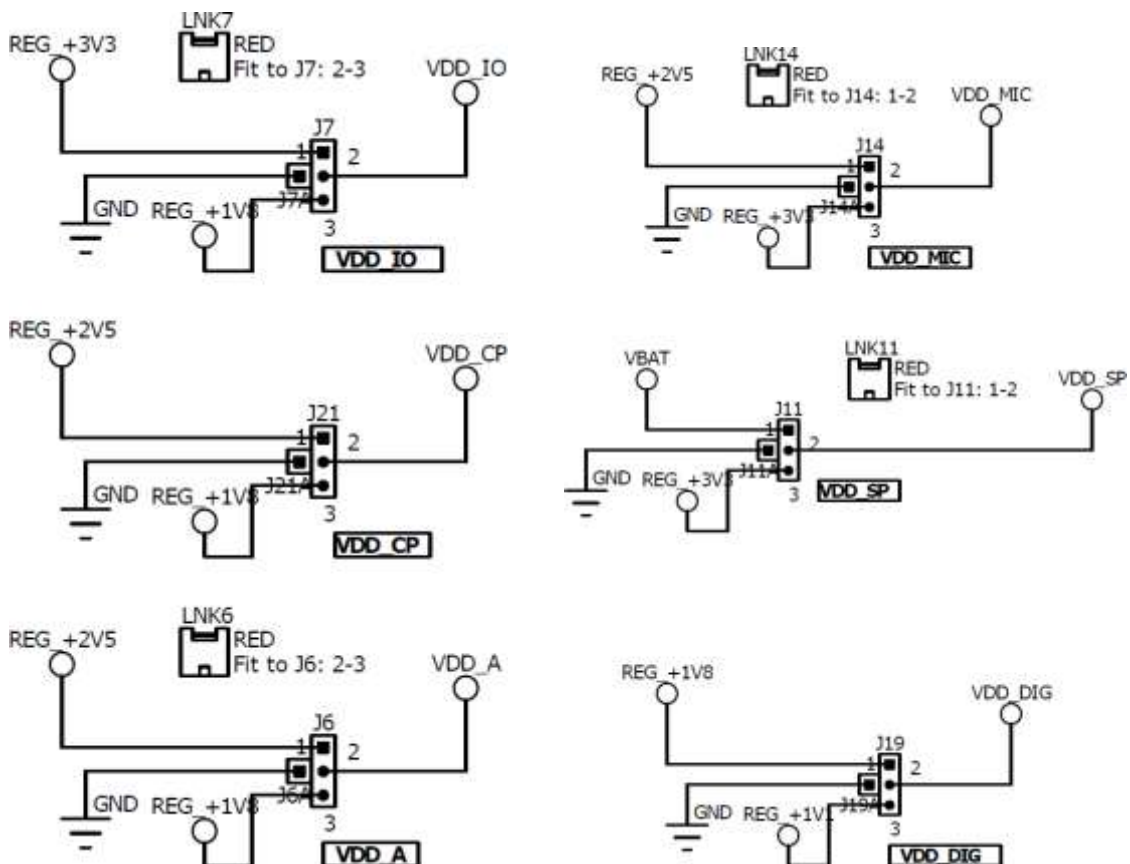 LNK7
REG_+3V3
RED
Fit to J7: 2-3
VDD_IO
J7
1
2
J7A
GND
REG_+1V8
3
VDD_IO
LNK14
REG_+2V5
RED
Fit to J14: 1-2
VDD_MIC
J14
1
2
J14A
GND
REG_+3V3
3
VDD_MIC
REG_+2V5
VDD_CP
J21
1
2
J21A
GND
REG_+1V8
3
VDD_CP
LNK11
VBAT
RED
Fit to J11: 1-2
VDD_SP
J11
1
2
J11A
GND
REG_+3V3
3
VDD_SP
LNK6
REG_+2V5
RED
Fit to J6: 2-3
VDD_A
J6
1
2
J6A
GND
REG_+1V8
3
VDD_A
REG_+1V8
VDD_DIG
J19
1
2
J19A
GND
REG_+1V1
3
VDD_DIG